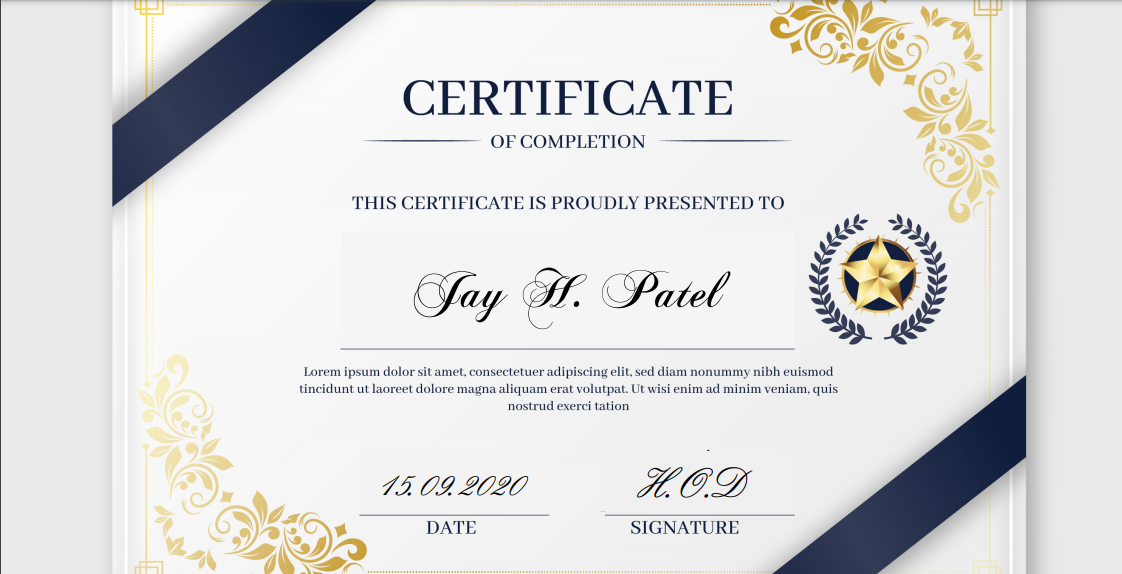 CERTIFICATE
OF COMPLETION
THIS CERTIFICATE IS PROUDLY PRESENTED TO
Jay H. Patel
Lorem ipsum dolor sit amet, consectetuer adipiscing elit, sed diam nonummy nibh euismod
tincidunt ut laoreet dolore magna aliquam erat volutpat. Ut wisi enim ad minim veniam, quis
nostrud exerci tation
15.09.2020 H.O.D
DATE SIGNATURE